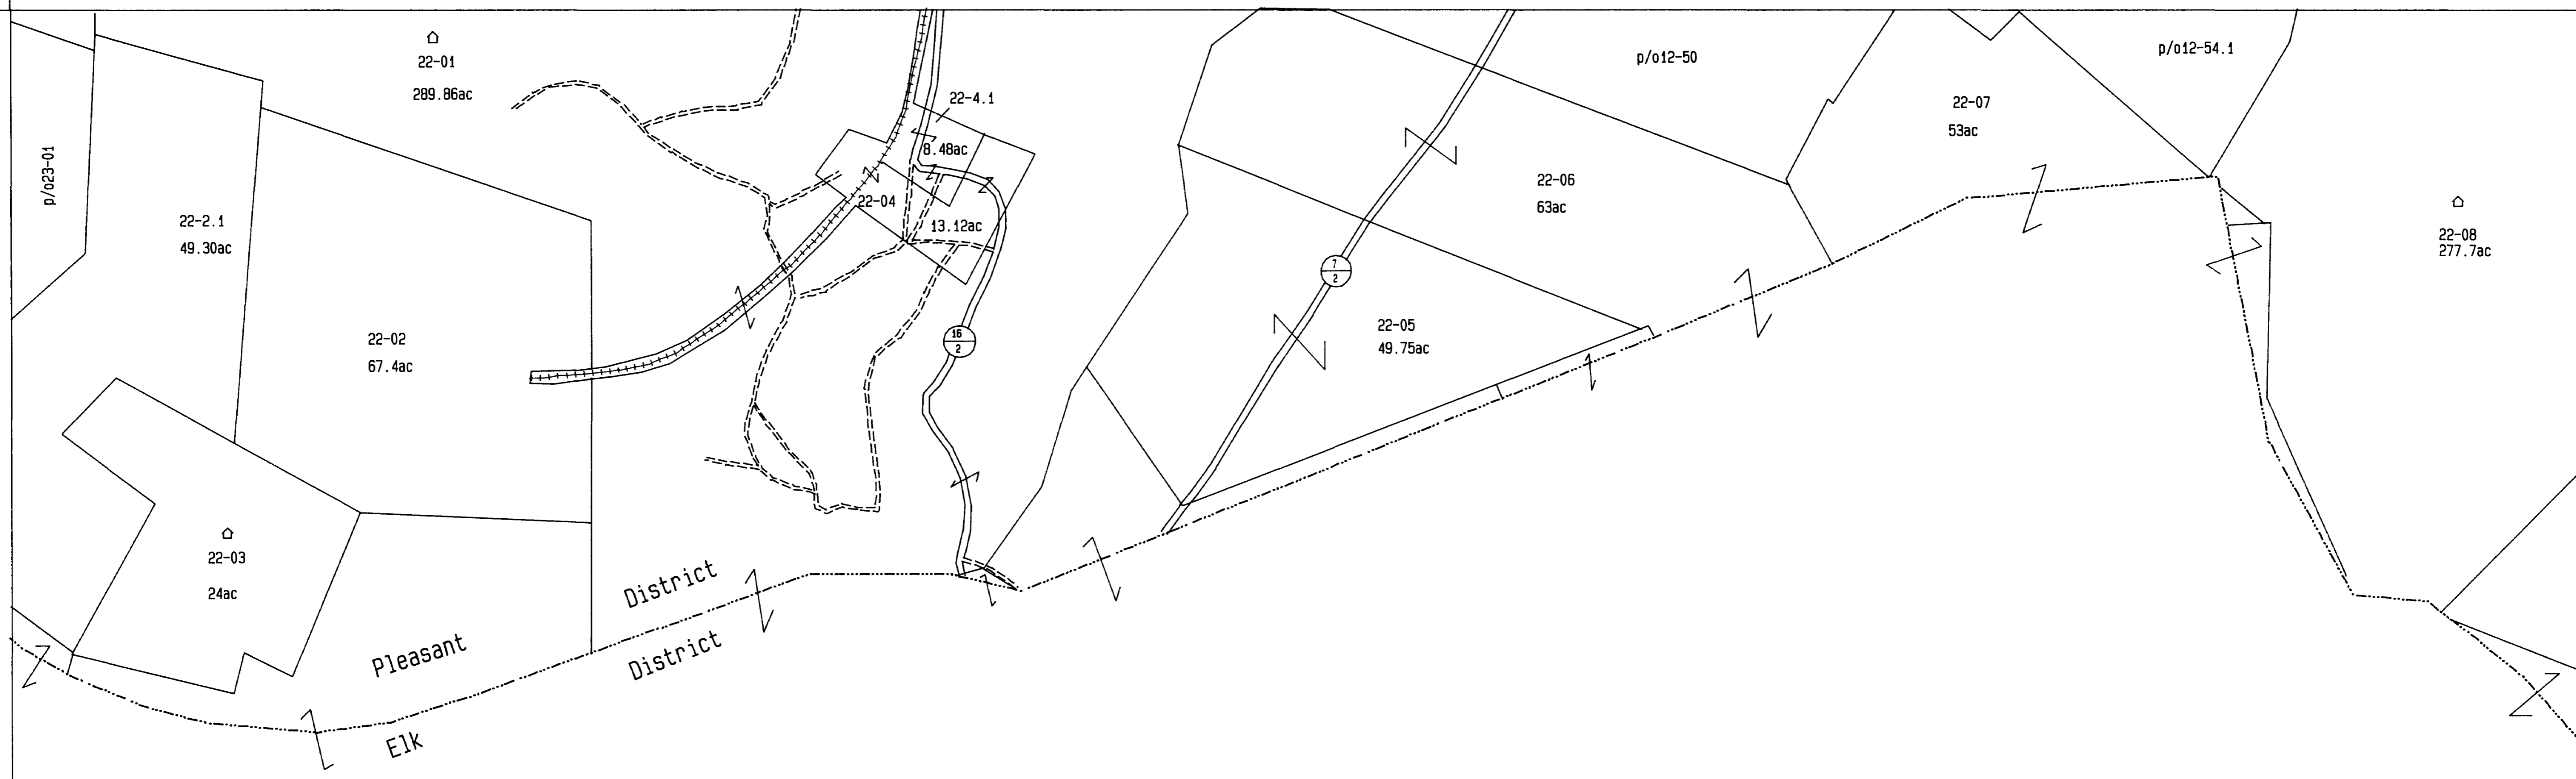 p/o23-01
22-2.1
49.30ac
22-01
289.86ac
22-02
67.4ac
22-03
24ac
22-4.1
8.48ac
22-04
13.12ac
16
2
7
2
22-05
49.75ac
22-06
63ac
p/o12-50
22-07
53ac
p/o12-54.1
22-08
277.7ac
Pleasant District
Elk District